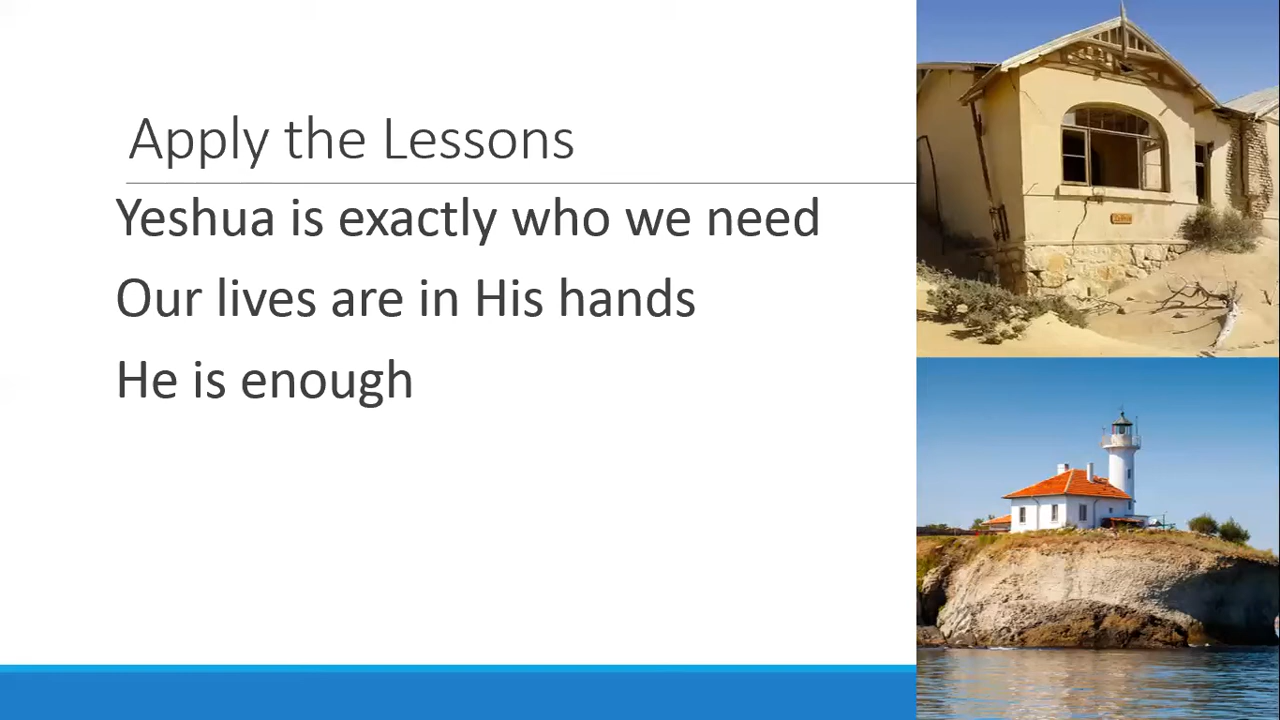 Apply the Lessons
Yeshua is exactly who we need
Our lives are in His hands
He is enough